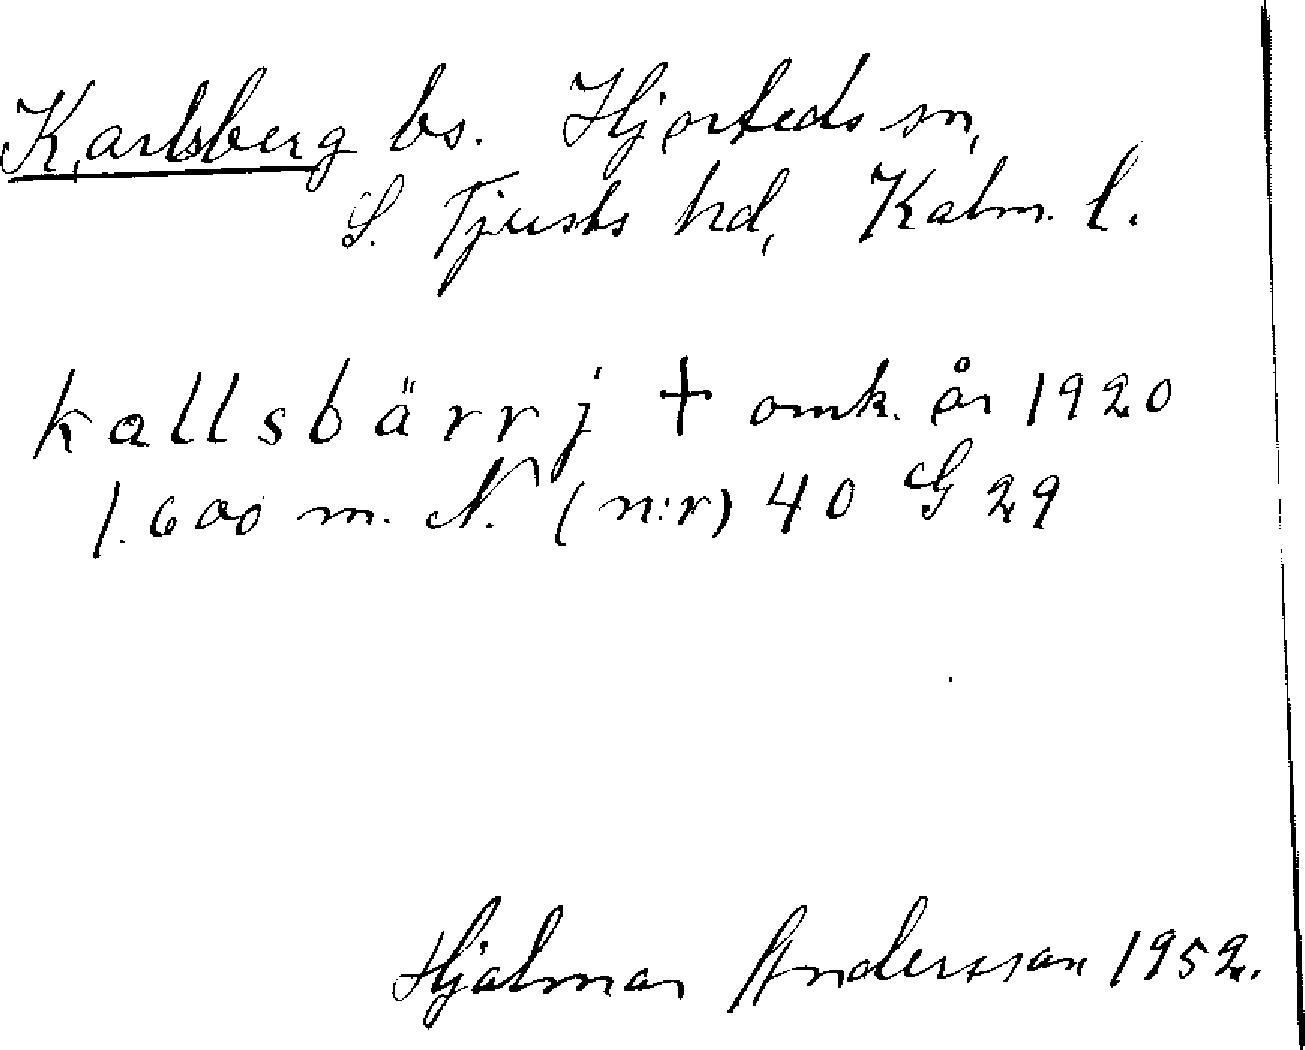 Karlsberg bs. Hjorteds sn,
S. Tjusts hd, Kalm. l.
kallsbärrj + omk. år 1920
1.600 m. N. (n:r) 40 G 29
Hjalmar Andersson 1952.